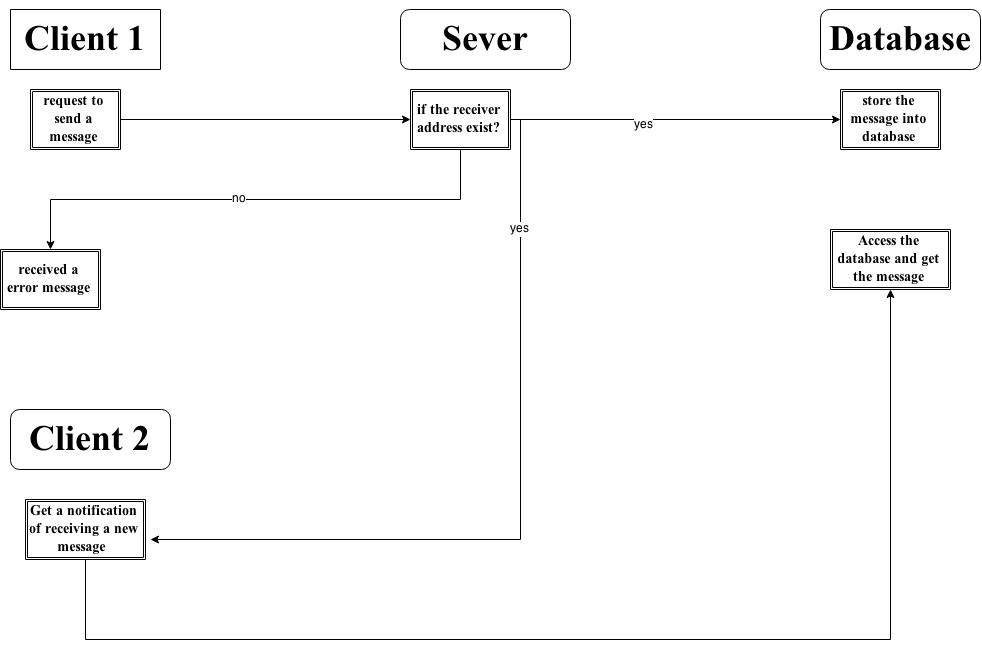 Client 1
Sever
Database
request to
send a
message
if the receiver
address exist?
yes
store the
message into
database
no
yes
received a
error message
Access the
database and get
the message
Client 2
Get a notification
of receiving a new
message